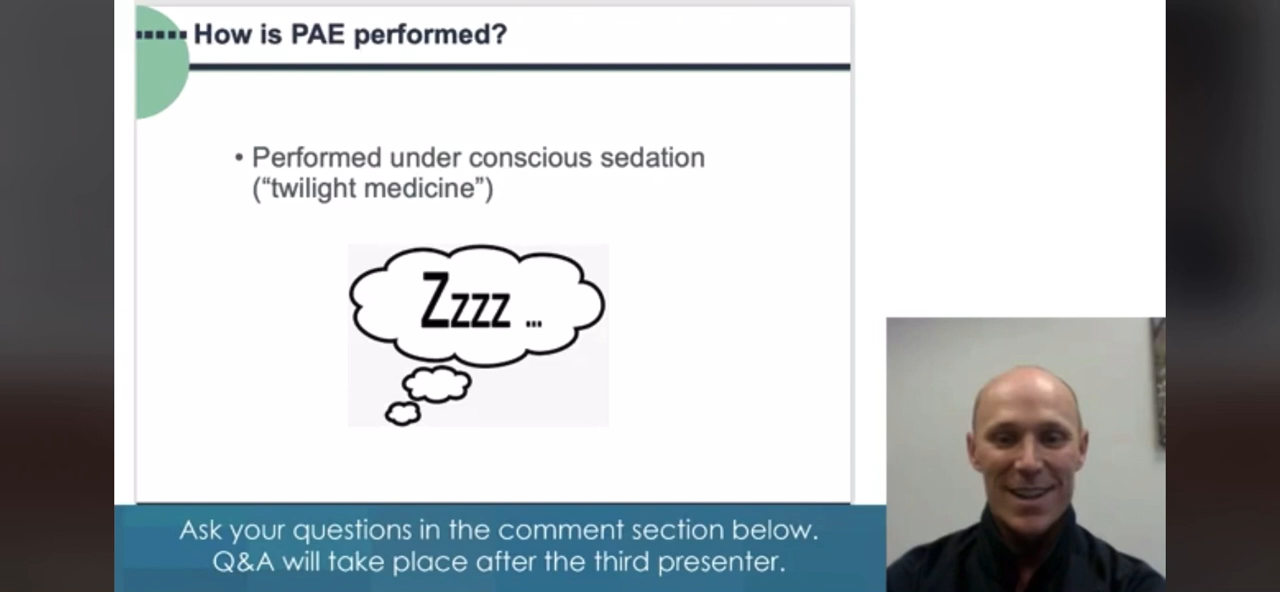 How is PAE performed?
• Performed under conscious sedation
("twilight medicine")
Zzzz ...
Ask your questions in the comment section below.
Q&A will take place after the third presenter.